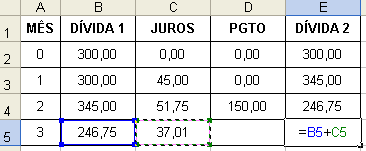 A B C D E
1 MÊS DÍVIDA 1 JUROS PGTO DÍVIDA 2
2 0 300,00 0,00 0,00 300,00
3 1 300,00 45,00 0,00 345,00
4 2 345,00 51,75 150,00 246,75
5 3 246,75 37,01 =B5+C5